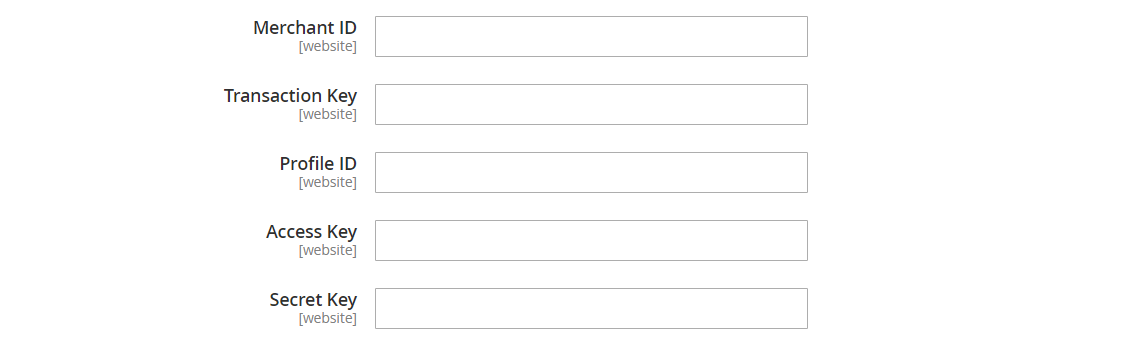 Merchant ID
[website]
Transaction Key
[website]
Profile ID
[website]
Access Key
[website]
Secret Key
[website]